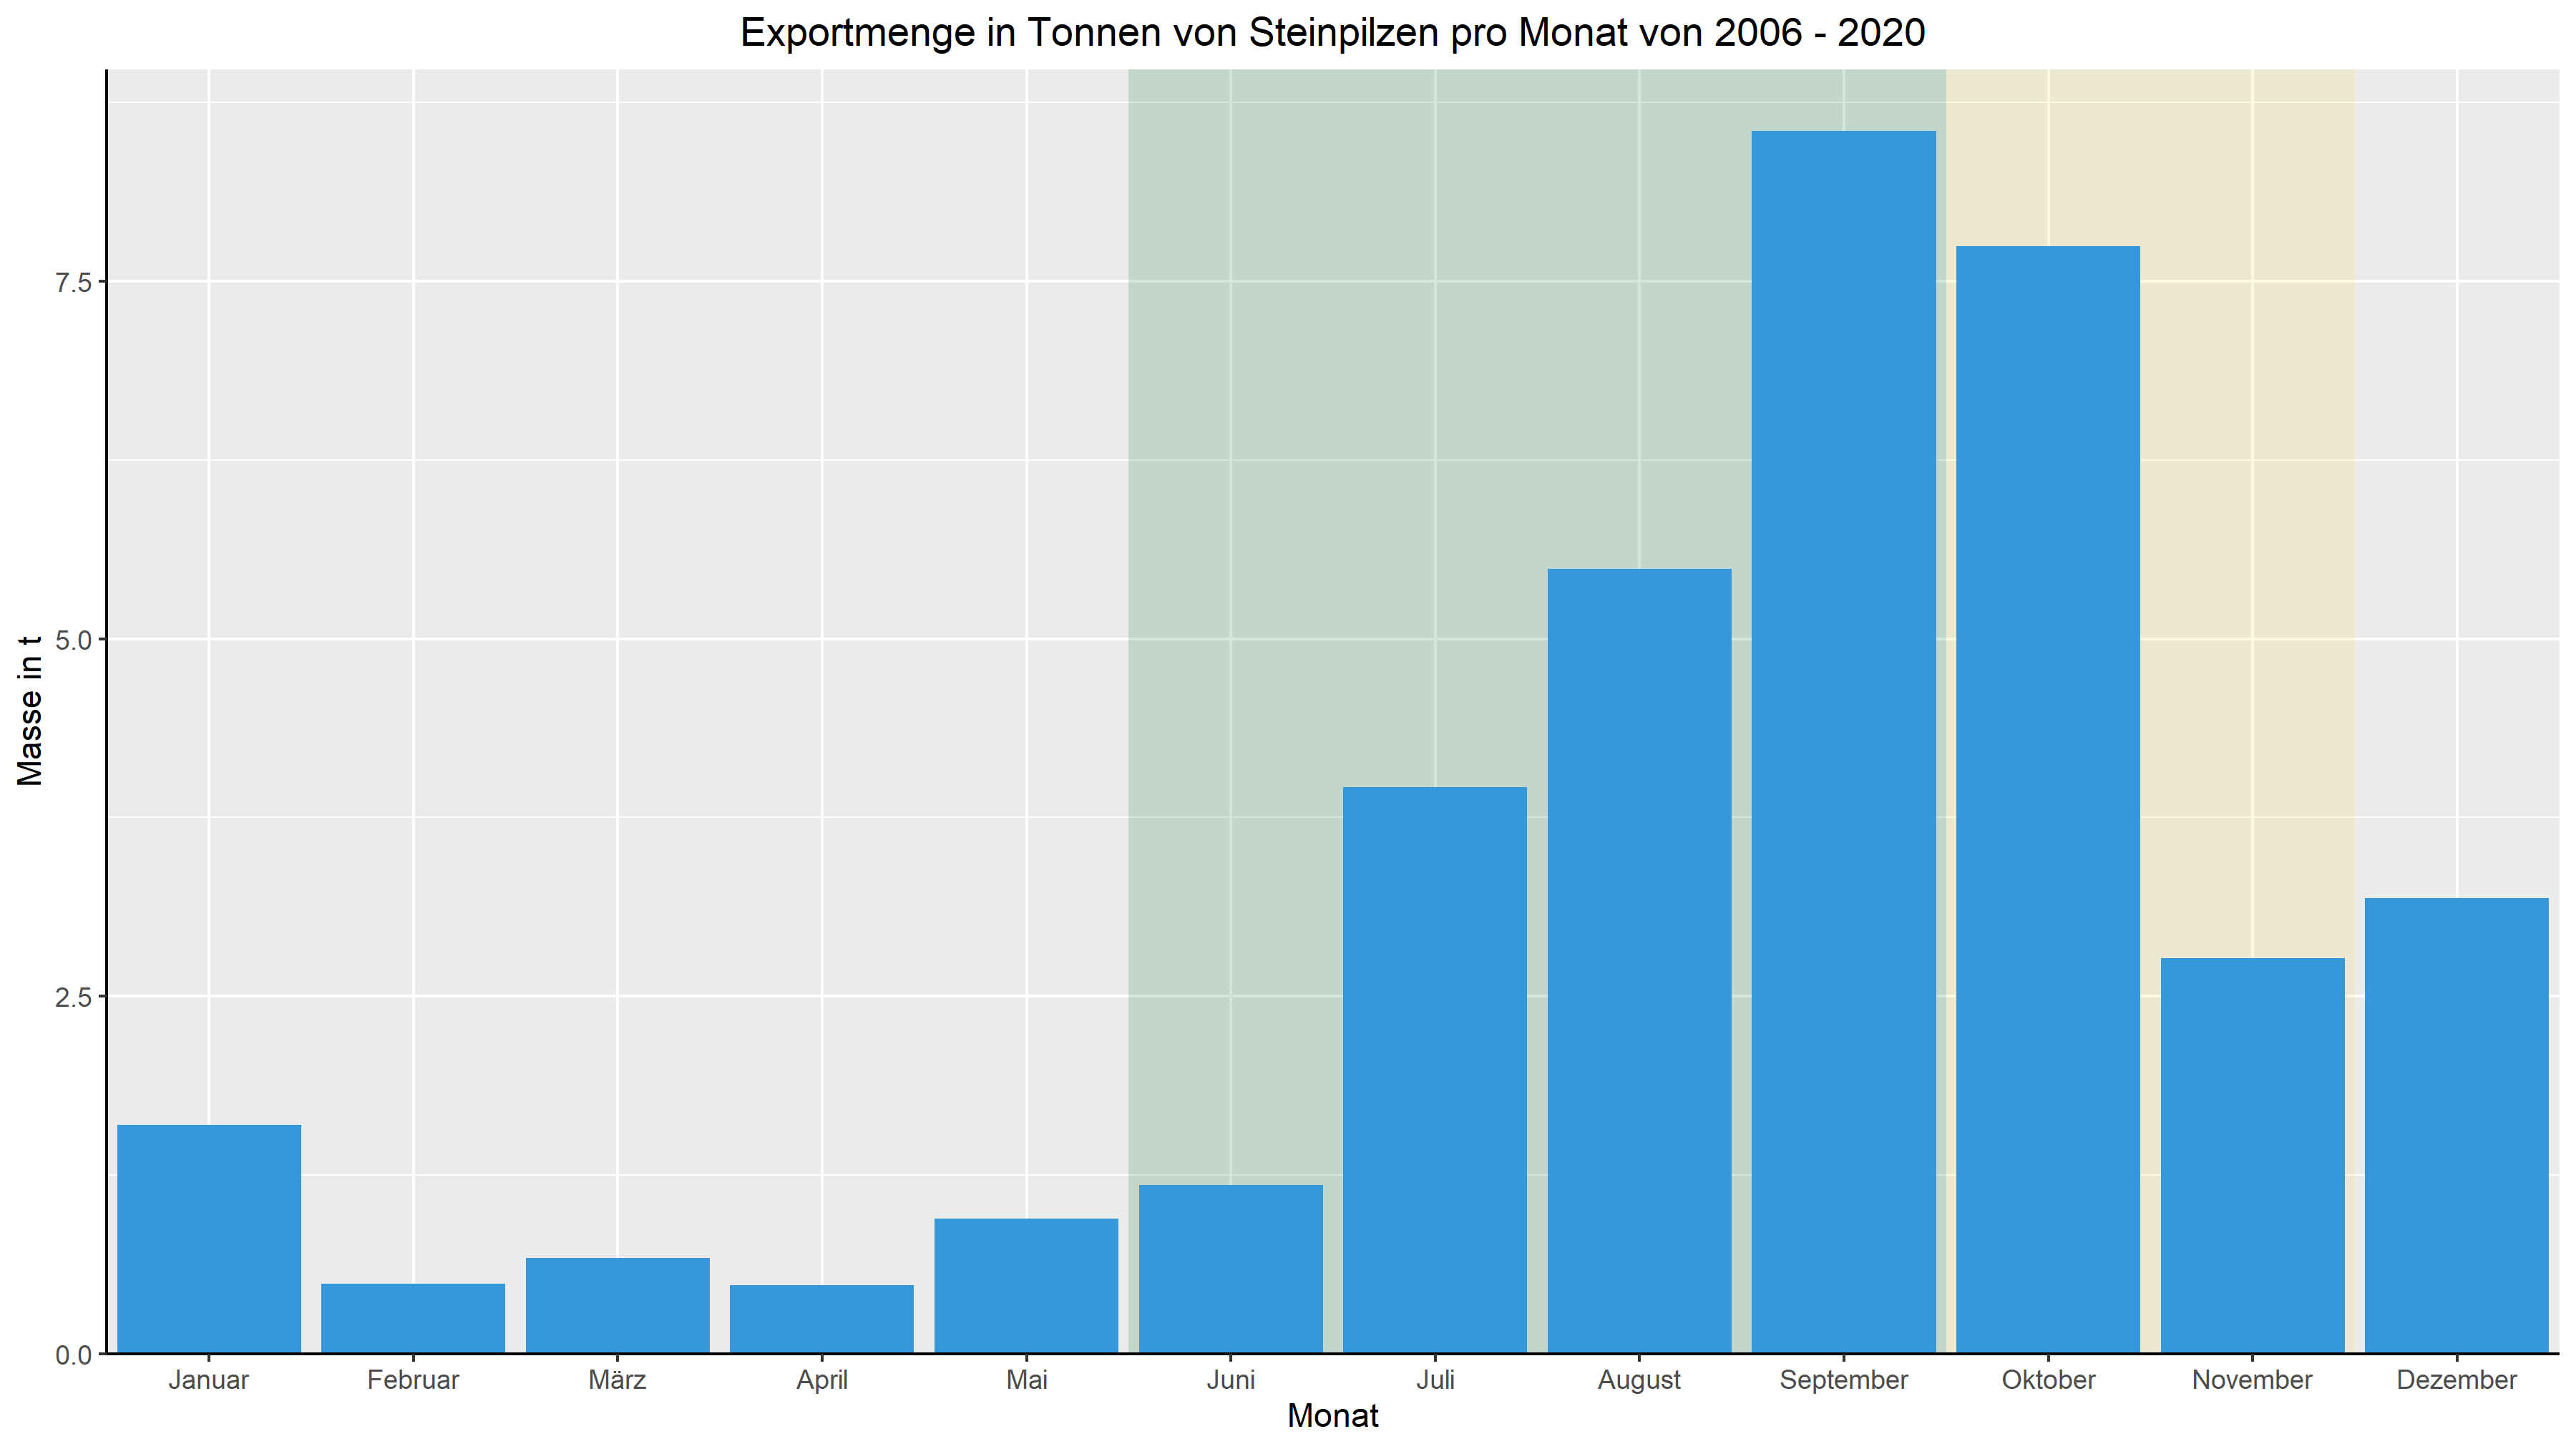 Exportmenge in Tonnen von Steinpilzen pro Monat von 2006 - 2020
Masse in t
7.5
5.0
2.5
0.0
Januar Februar März April Mai Juni Juli August September Oktober November Dezember
Monat